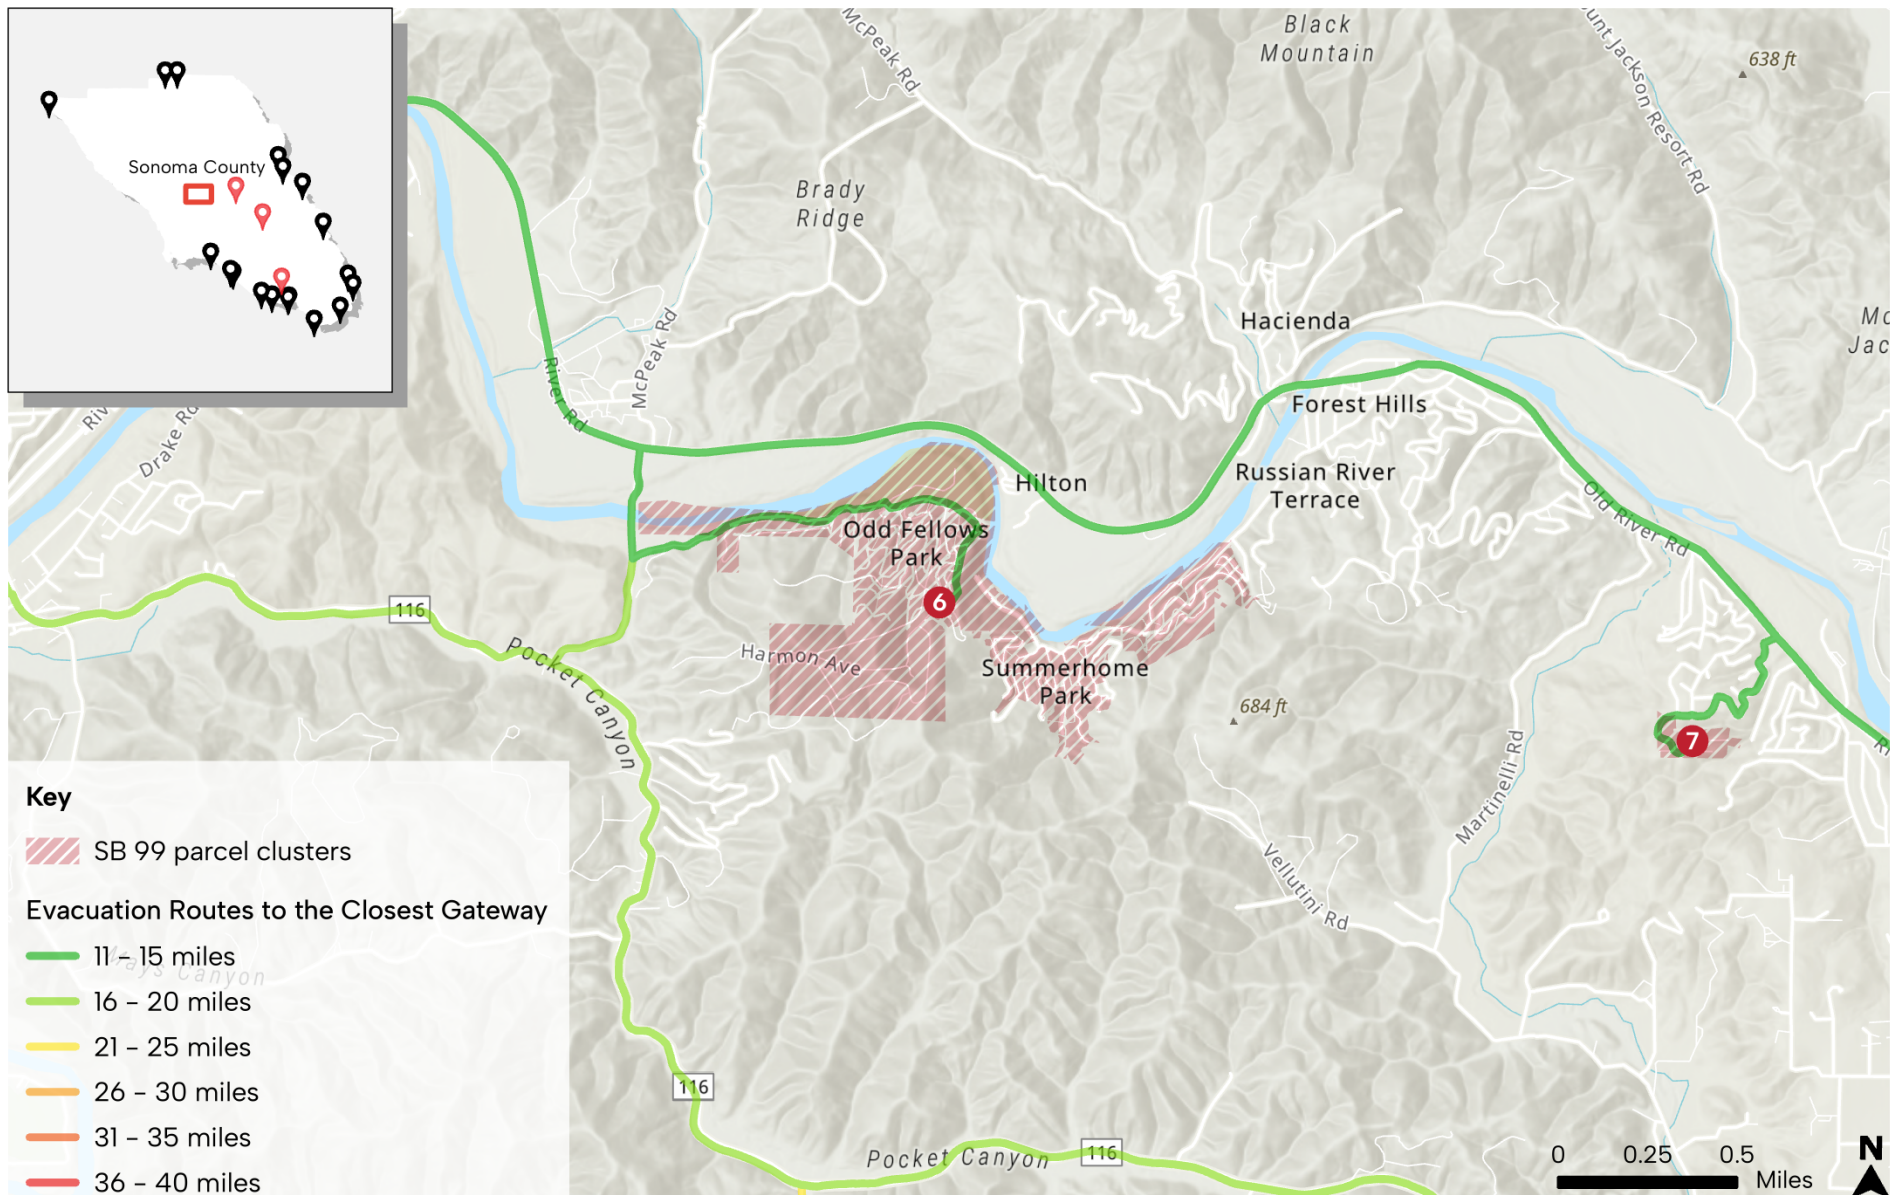 Sonoma County
McPeak Rd
Black
Mountain
638 ft
Brady
Ridge
Hacienda
McPeak Rd
River Rd
Drake Rd
Forest Hills
Hilton
Russian River
Terrace
Old River Rd
Odd Fellows
Park
6
116
Pocket Canyon
Harmon Ave
Summerhome
Park
684 ft
7
Martinelli Rd
Vellutini Rd
Key
SB 99 parcel clusters
Evacuation Routes to the Closest Gateway
11 – 15 miles
16 – 20 miles
21 – 25 miles
26 – 30 miles
31 – 35 miles
36 – 40 miles
116
Pocket Canyon
116
0 0.25 0.5
Miles
N